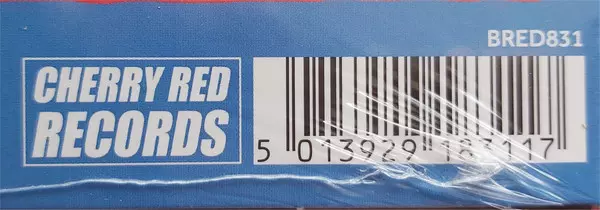 BRED831
CHERRY RED
RECORDS
5 013929 183117